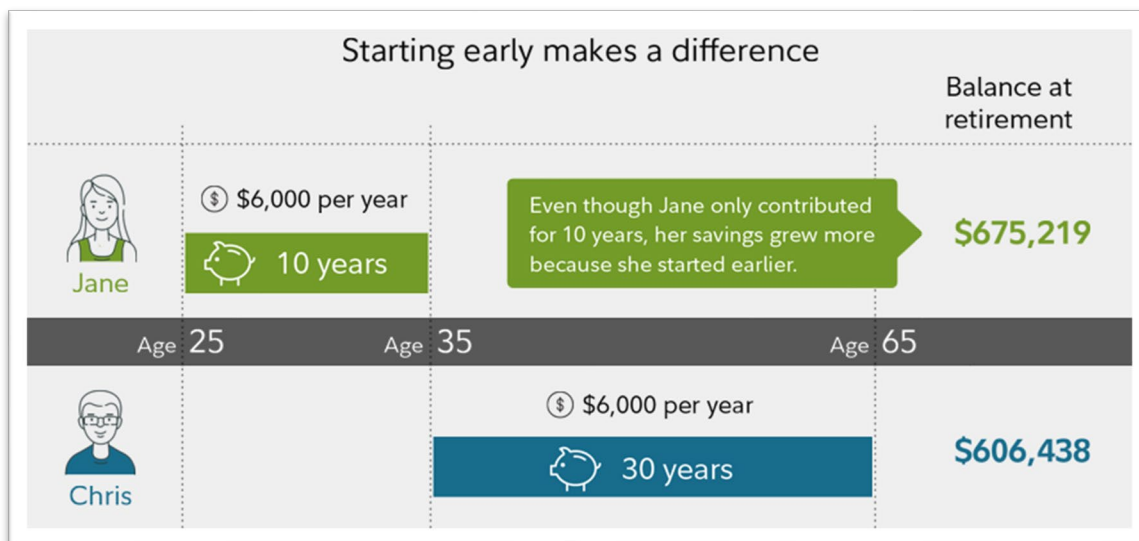 Starting early makes a difference
Balance at
retirement
$ $6,000 per year
10 years
Jane
Even though Jane only contributed
for 10 years, her savings grew more
because she started earlier.
$675,219
Age 25
Age 35
Age 65
$ $6,000 per year
30 years
Chris
$606,438